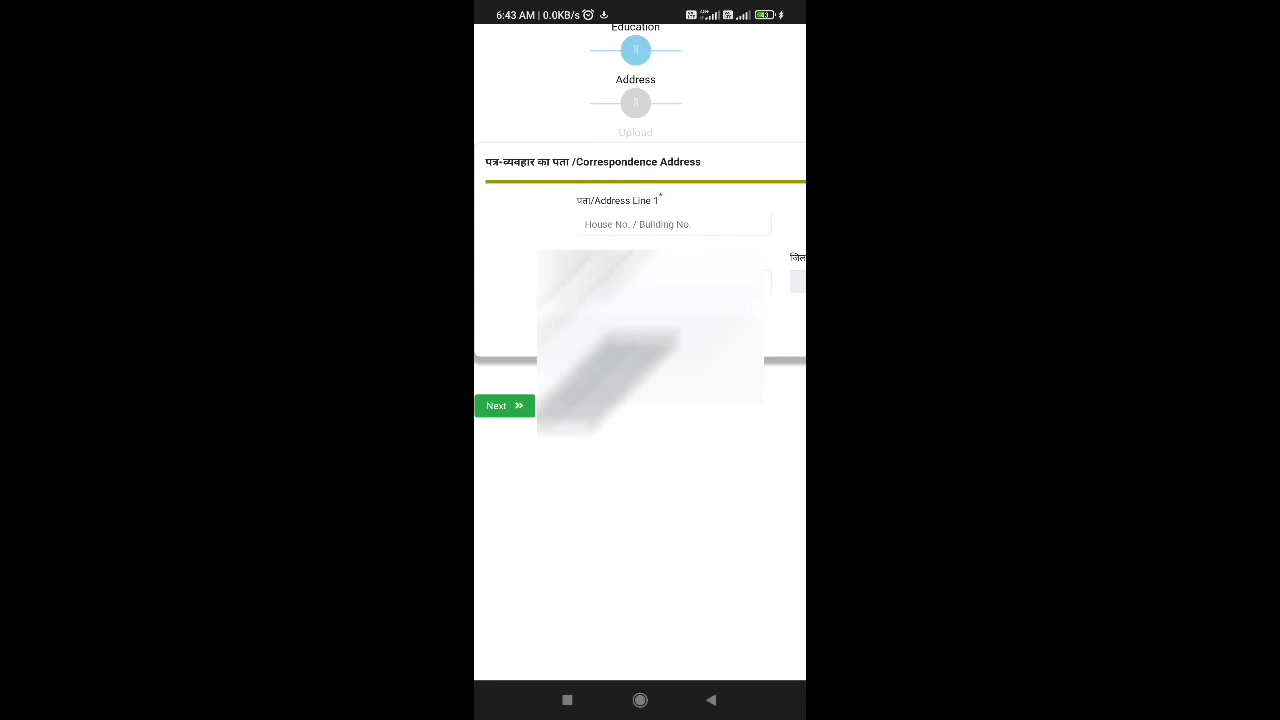 6:43 AM | 0.0KB/s
43
Education
Address
Upload
पत्र-व्यवहार का पता /Correspondence Address
पता/Address Line 1*
House No. / Building No.
Next »